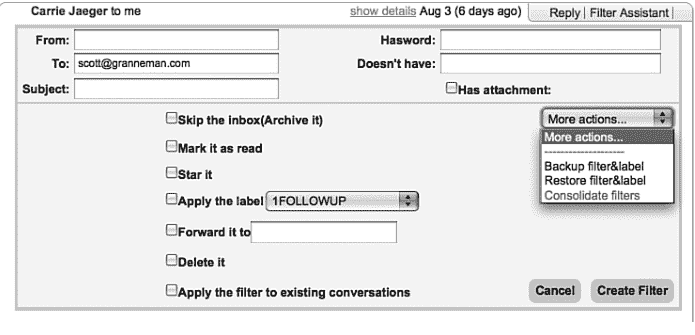 Carrie Jaeger to me show details Aug 3 (6 days ago) Reply | Filter Assistant |
From: Hasword:
To: scott@granneman.com Doesn't have:
Subject: Has attachment:
Skip the inbox(Archive it) More actions...
More actions...
--------------------
Mark it as read Backup filter&label
Star it Restore filter&label
Apply the label 1FOLLOWUP Consolidate filters
Forward it to
Delete it
Apply the filter to existing conversations Cancel Create Filter